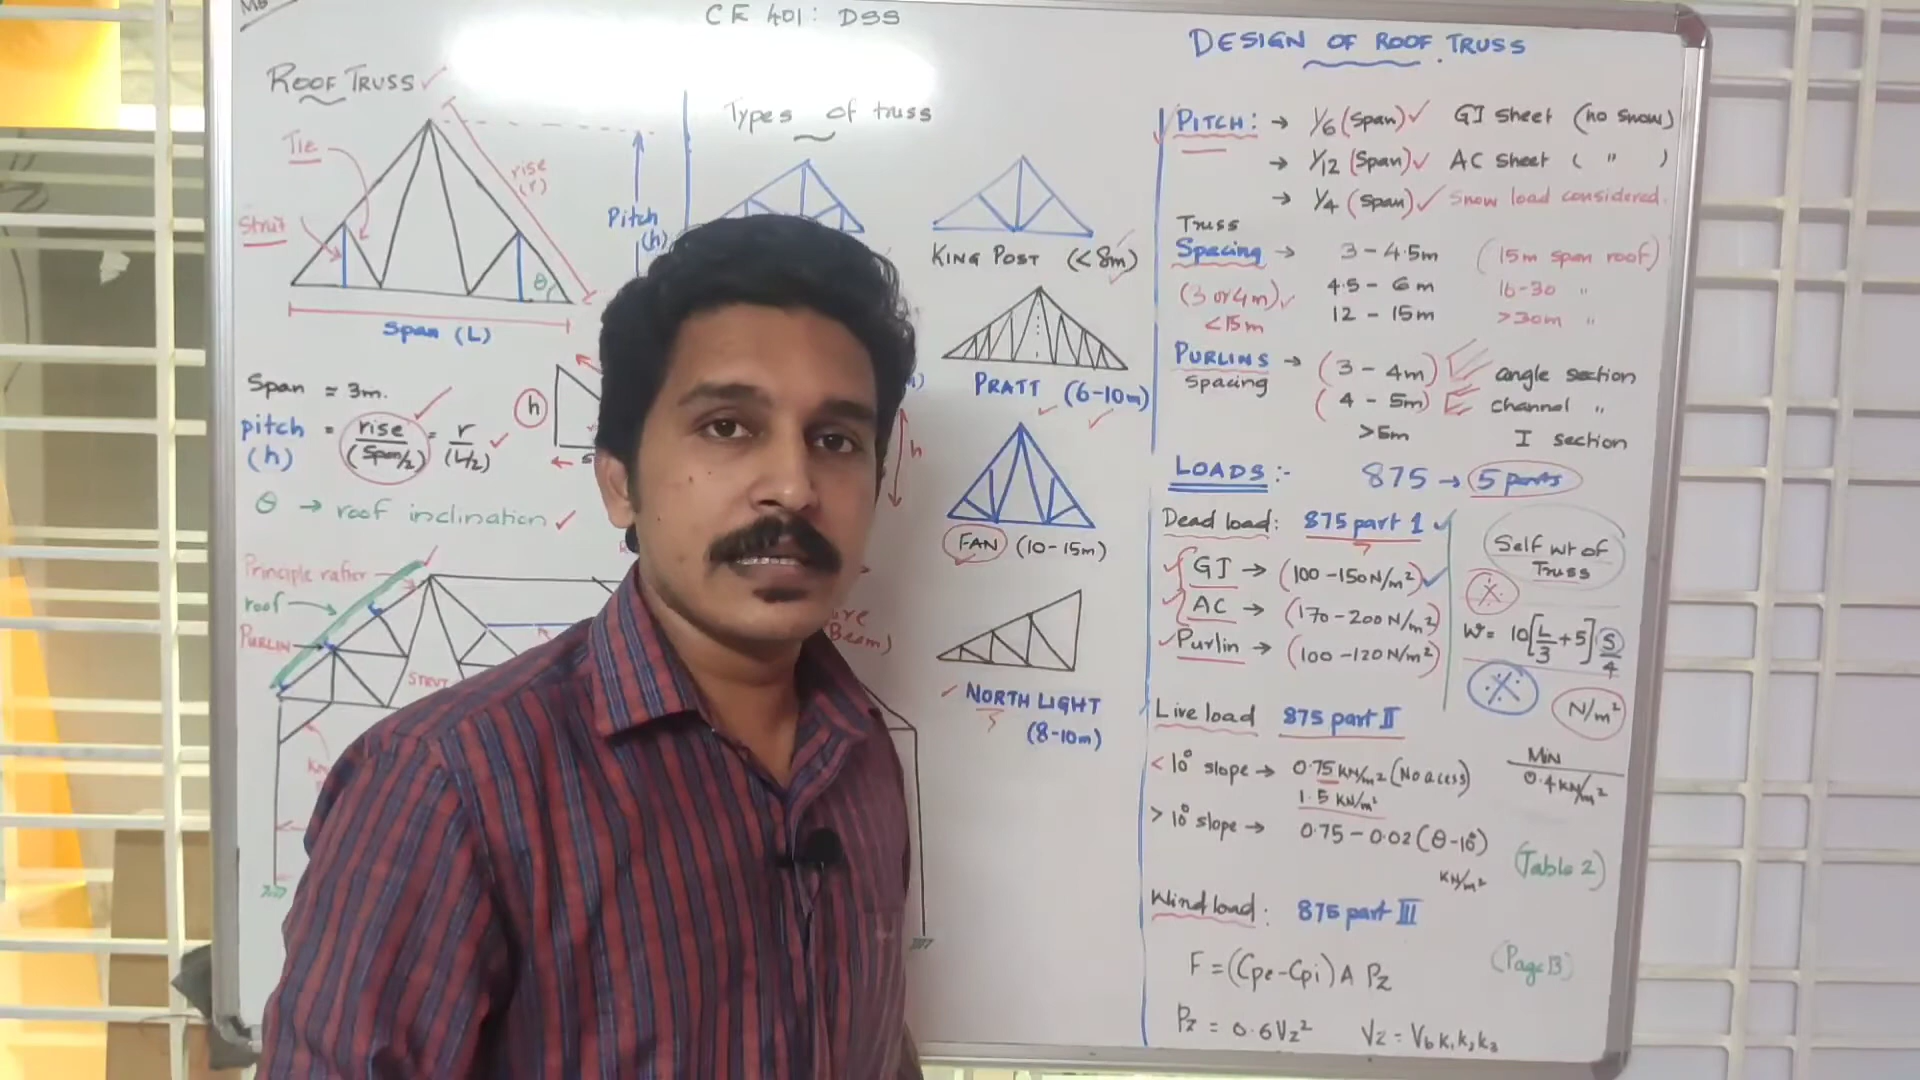 CE 401: DSS
ROOF TRUSS
Tie
Strut
rise
(r)
Pitch
(h)
θ
Span (L)
Span = 3m.
pitch = rise/(Span/2) = r/(L/2)
(h)
h
θ → roof inclination
Principle rafter
roof
PURLIN
STRUT
Beam)
Types of truss
KING POST (<8m)
PRATT (6-10m)
h
FAN (10-15m)
NORTH LIGHT
(8-10m)
DESIGN OF ROOF TRUSS
PITCH: → 1/6 (Span) GI Sheet (no snow)
→ 1/12 (Span) AC Sheet ( " )
→ 1/4 (Span) Snow load considered.
Truss
Spacing → 3 - 4.5m (15m span roof)
(3 or 4m) 4.5 - 6m 16-30 "
<15m 12 - 15m >30m "
PURLINS → (3 - 4m) angle section
Spacing (4 - 5m) channel "
>5m I section
LOADS :- 875 → 5 parts
Dead load: 875 part 1
GI → (100-150N/m²)
AC → (170-200N/m²)
Purlin → (100-120N/m²)
Self wt of
Truss
W = 10[L/3+5] S/4
N/m²
Live load 875 part II
< 10° slope → 0.75 KN/m² (No acess)
1.5 KN/m²
> 10° slope → 0.75 - 0.02 (θ-10°)
KN/m²
MIN
0.4 KN/m²
(Table 2)
Wind load: 875 part III
F = (Cpe-Cpi) A Pz
(Page 13)
Pz = 0.6Vz² Vz = Vb k1 k2 k3